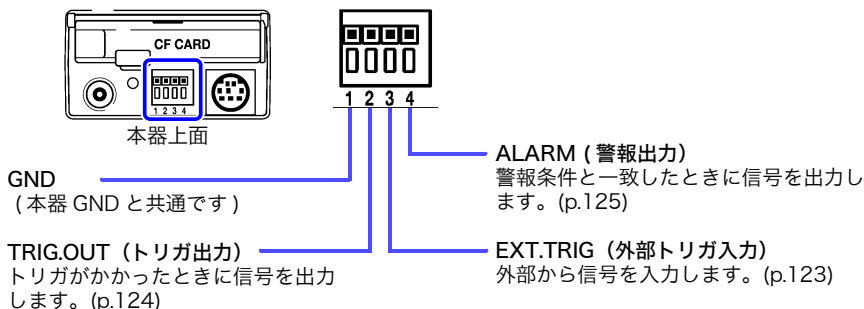 CF CARD
1 2 3 4
本器上面
1 2 3 4
GND
( 本器 GND と共通です )
TRIG.OUT（トリガ出力）
トリガがかかったときに信号を出力
します。(p.124)
ALARM ( 警報出力）
警報条件と一致したときに信号を出力し
ます。(p.125)
EXT.TRIG（外部トリガ入力）
外部から信号を入力します。(p.123)